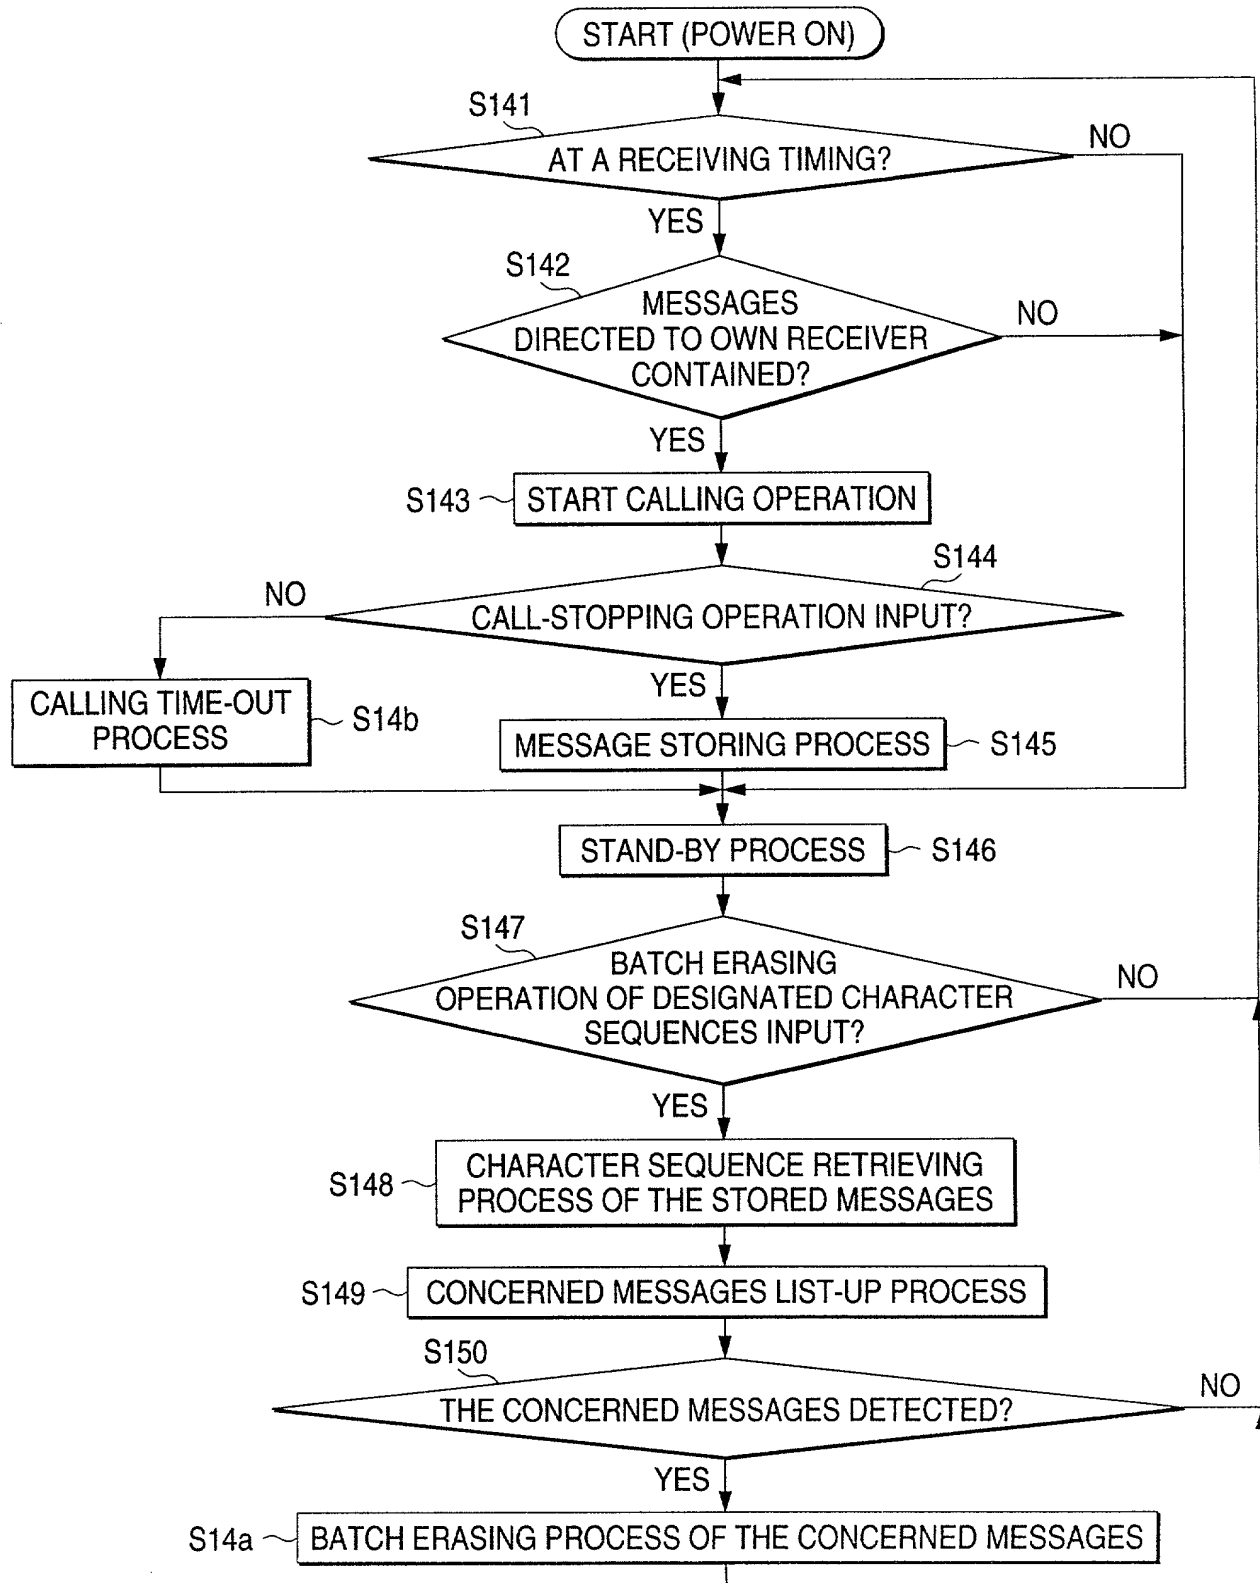 START (POWER ON)
S141
AT A RECEIVING TIMING?
NO
YES
S142
MESSAGES
DIRECTED TO OWN RECEIVER
CONTAINED?
NO
YES
S143
START CALLING OPERATION
S144
NO
CALL-STOPPING OPERATION INPUT?
YES
CALLING TIME-OUT
PROCESS
S14b
MESSAGE STORING PROCESS
S145
STAND-BY PROCESS
S146
S147
BATCH ERASING
OPERATION OF DESIGNATED CHARACTER
SEQUENCES INPUT?
NO
YES
S148
CHARACTER SEQUENCE RETRIEVING
PROCESS OF THE STORED MESSAGES
S149
CONCERNED MESSAGES LIST-UP PROCESS
S150
THE CONCERNED MESSAGES DETECTED?
NO
YES
S14a
BATCH ERASING PROCESS OF THE CONCERNED MESSAGES